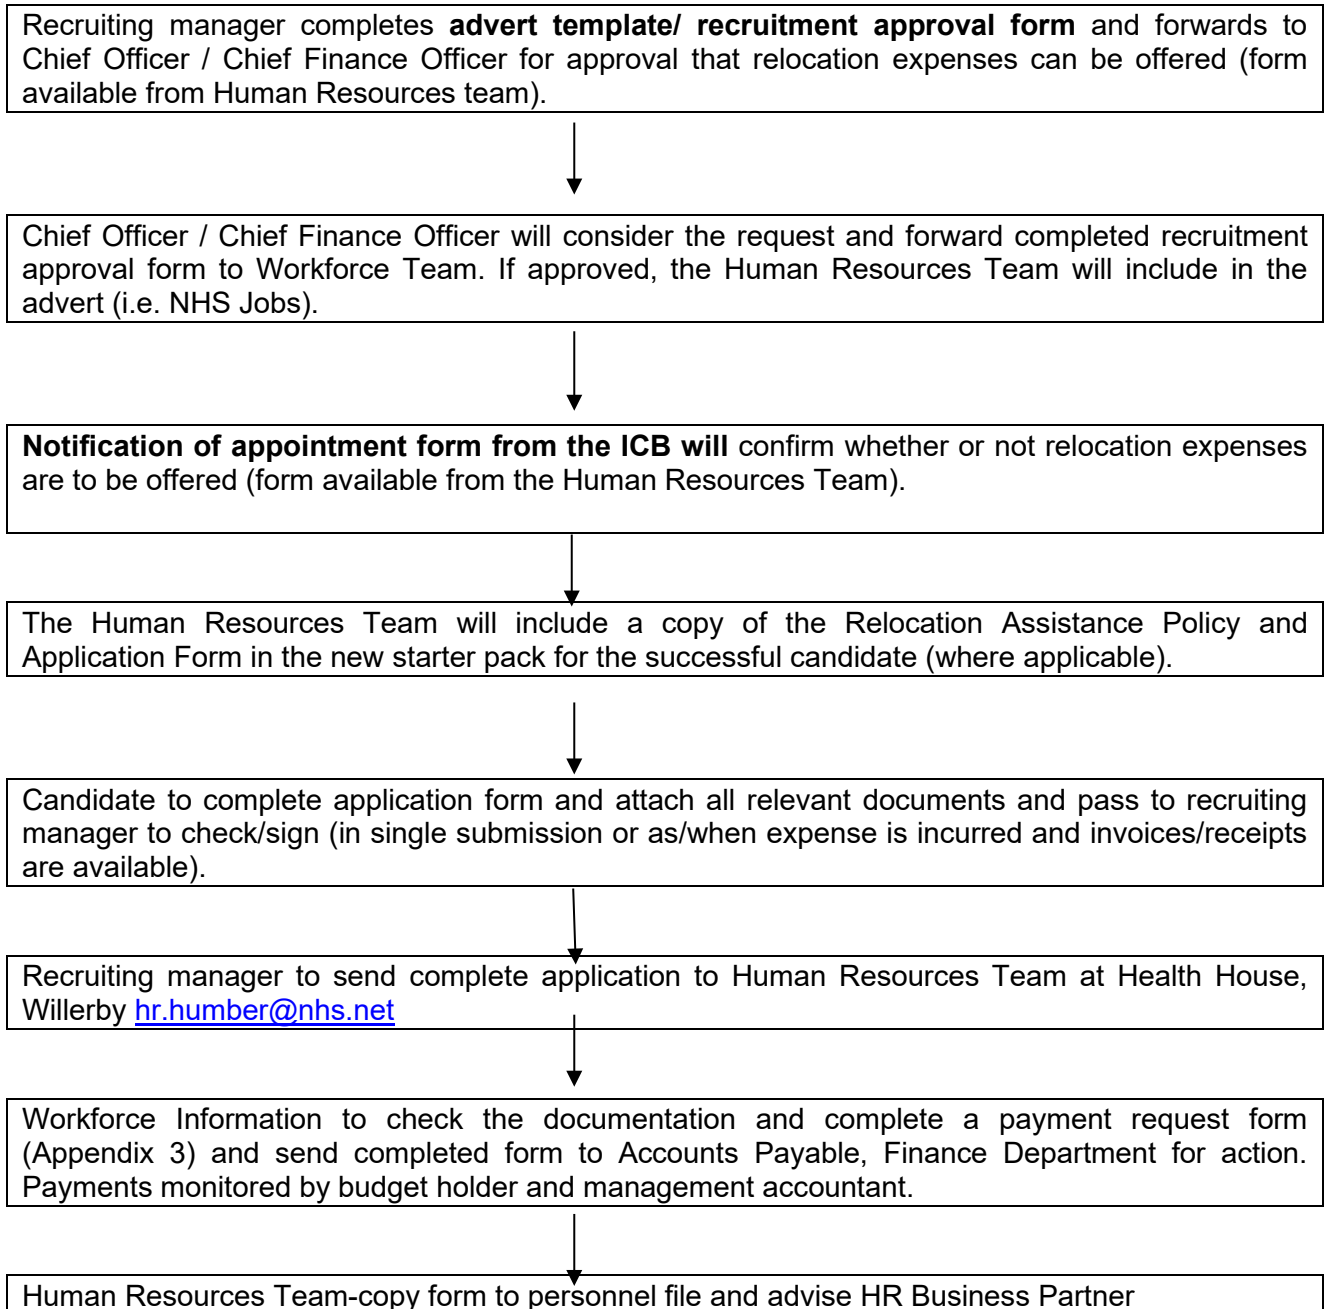 Recruiting manager completes advert template/ recruitment approval form and forwards to
Chief Officer / Chief Finance Officer for approval that relocation expenses can be offered (form
available from Human Resources team).
Chief Officer / Chief Finance Officer will consider the request and forward completed recruitment
approval form to Workforce Team. If approved, the Human Resources Team will include in the
advert (i.e. NHS Jobs).
Notification of appointment form from the ICB will confirm whether or not relocation expenses
are to be offered (form available from the Human Resources Team).
The Human Resources Team will include a copy of the Relocation Assistance Policy and
Application Form in the new starter pack for the successful candidate (where applicable).
Candidate to complete application form and attach all relevant documents and pass to recruiting
manager to check/sign (in single submission or as/when expense is incurred and invoices/receipts
are available).
Recruiting manager to send complete application to Human Resources Team at Health House,
Willerby hr.humber@nhs.net
Workforce Information to check the documentation and complete a payment request form
(Appendix 3) and send completed form to Accounts Payable, Finance Department for action.
Payments monitored by budget holder and management accountant.
Human Resources Team-copy form to personnel file and advise HR Business Partner